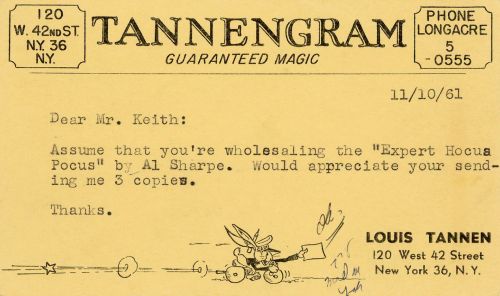 120
W. 42ND ST.
N.Y. 36
N.Y.
TANNENGRAM
GUARANTEED MAGIC
PHONE
LONGACRE
5
-0555
11/10/61
Dear Mr. Keith:
Assume that you're wholesaling the "Expert Hocus
Pocus" by Al Sharpe. Would appreciate your send-
ing me 3 copies.
Thanks.
LOUIS TANNEN
120 West 42 Street
New York 36, N.Y.